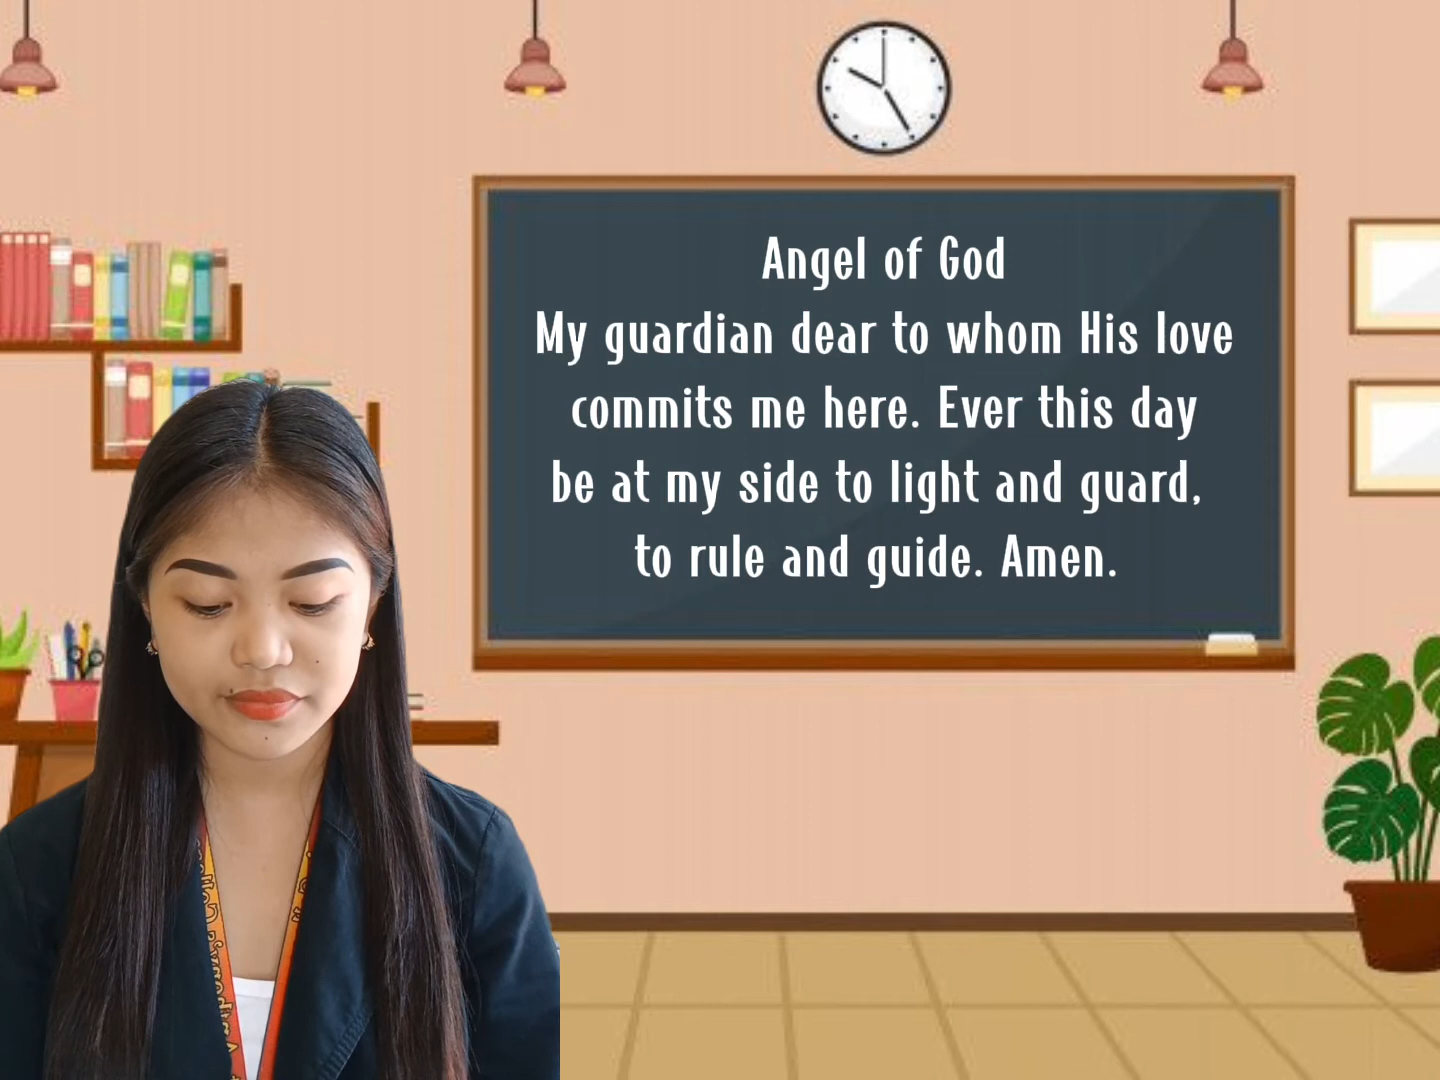 Angel of God
My guardian dear to whom His love
commits me here. Ever this day
be at my side to light and guard,
to rule and guide. Amen.